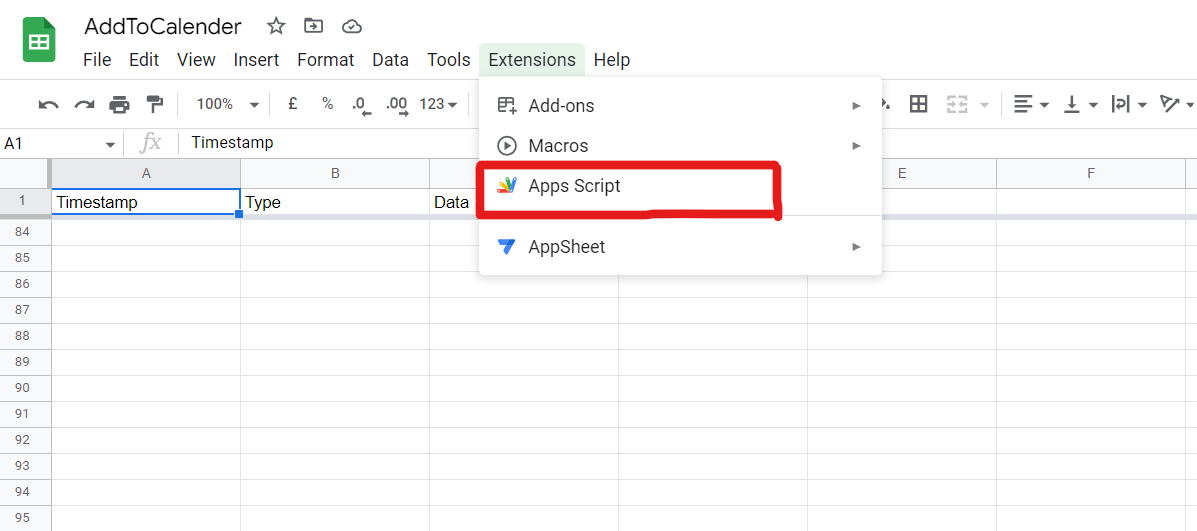 AddToCalender
File Edit View Insert Format Data Tools Extensions Help
100% £ % .0 .00 123
Add-ons
Macros
Apps Script
AppSheet
A1 fx Timestamp
A B E F
1 Timestamp Type Data
84
85
86
87
88
89
90
91
92
93
94
95